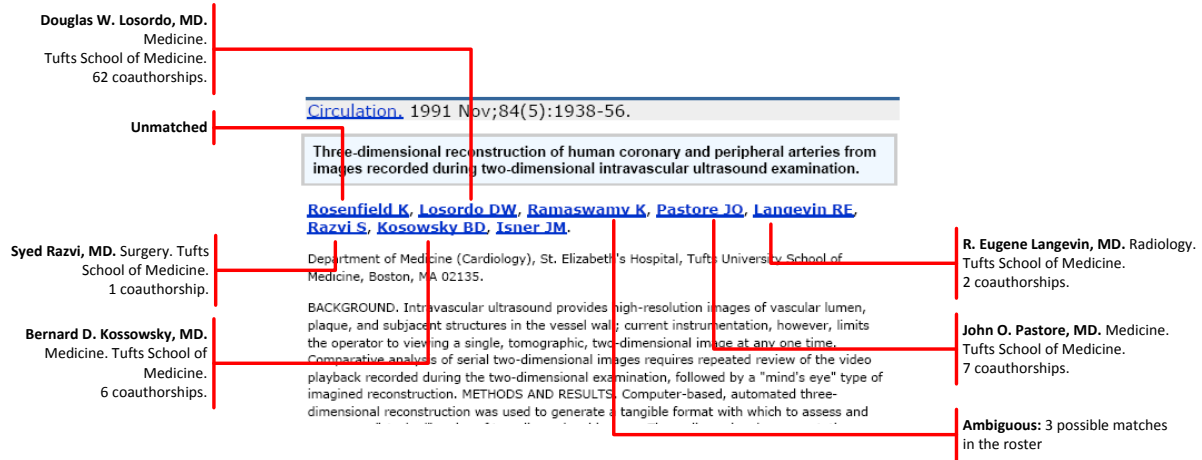 Douglas W. Losordo, MD.
Medicine.
Tufts School of Medicine.
62 coauthorships.
Unmatched
Syed Razvi, MD. Surgery. Tufts
School of Medicine.
1 coauthorship.
Bernard D. Kossowsky, MD.
Medicine. Tufts School of
Medicine.
6 coauthorships.
Circulation. 1991 Nov;84(5):1938-56.
Three-dimensional reconstruction of human coronary and peripheral arteries from
images recorded during two-dimensional intravascular ultrasound examination.
Rosenfield K, Losordo DW, Ramaswamy K, Pastore JO, Langevin RE,
Razvi S, Kosowsky BD, Isner JM.
Department of Medicine (Cardiology), St. Elizabeth's Hospital, Tufts University School of
Medicine, Boston, MA 02135.
BACKGROUND. Intravascular ultrasound provides high-resolution images of vascular lumen,
plaque, and subjacent structures in the vessel wall; current instrumentation, however, limits
the operator to viewing a single, tomographic, two-dimensional image at any one time.
Comparative analysis of serial two-dimensional images requires repeated review of the video
playback recorded during the two-dimensional examination, followed by a "mind's eye" type of
imagined reconstruction. METHODS AND RESULTS. Computer-based, automated three-
dimensional reconstruction was used to generate a tangible format with which to assess and
R. Eugene Langevin, MD. Radiology.
Tufts School of Medicine.
2 coauthorships.
John O. Pastore, MD. Medicine.
Tufts School of Medicine.
7 coauthorships.
Ambiguous: 3 possible matches
in the roster